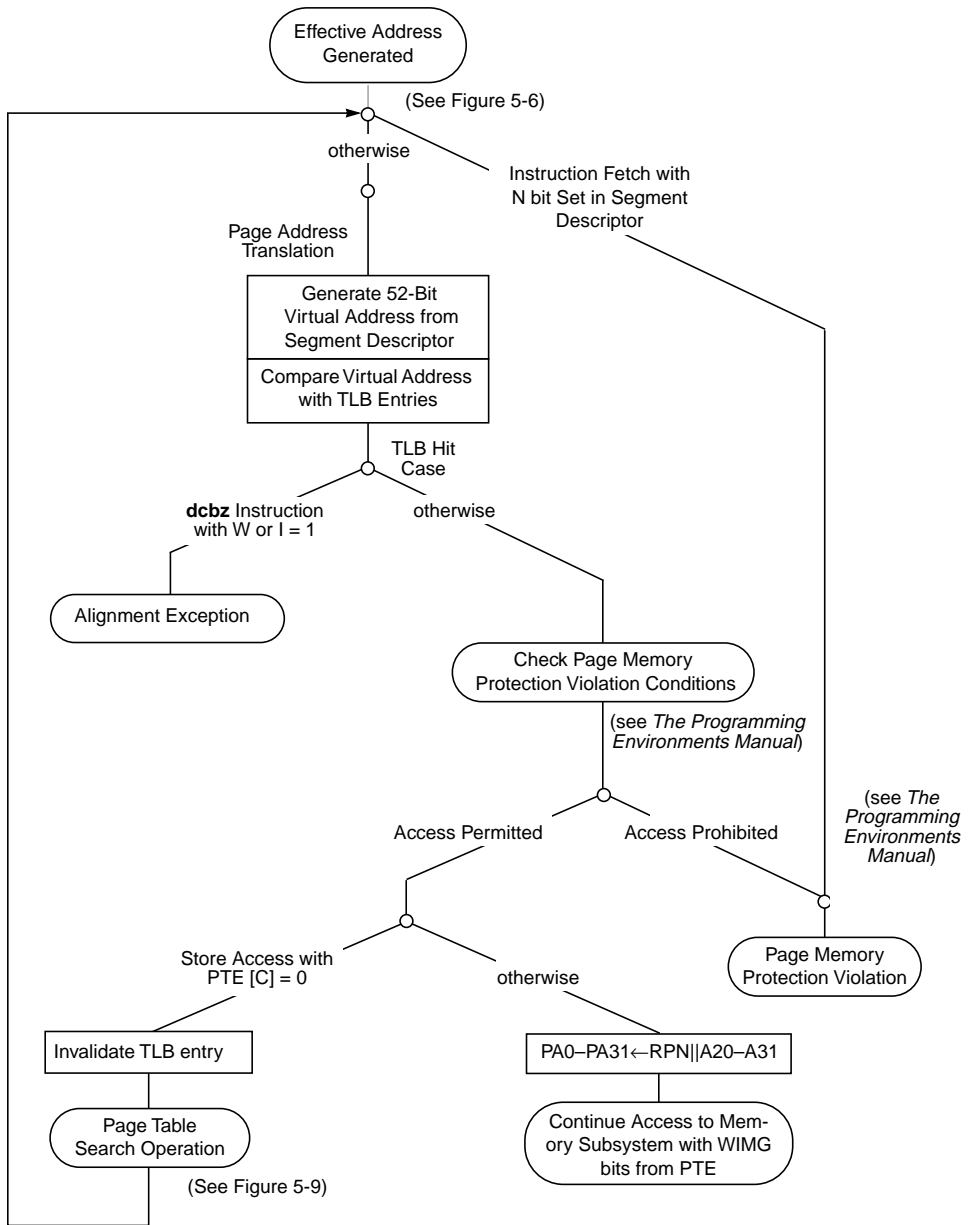 Effective Address
Generated
(See Figure 5-6)
otherwise
Instruction Fetch with
N bit Set in Segment
Descriptor
Page Address
Translation
Generate 52-Bit
Virtual Address from
Segment Descriptor
Compare Virtual Address
with TLB Entries
TLB Hit
Case
dcbz Instruction
with W or I = 1
otherwise
Alignment Exception
Check Page Memory
Protection Violation Conditions
(see The Programming
Environments Manual)
(see The
Programming
Environments
Manual)
Access Permitted
Access Prohibited
Page Memory
Protection Violation
Store Access with
PTE [C] = 0
otherwise
Invalidate TLB entry
PA0–PA31←RPN||A20–A31
Page Table
Search Operation
Continue Access to Mem-
ory Subsystem with WIMG
bits from PTE
(See Figure 5-9)